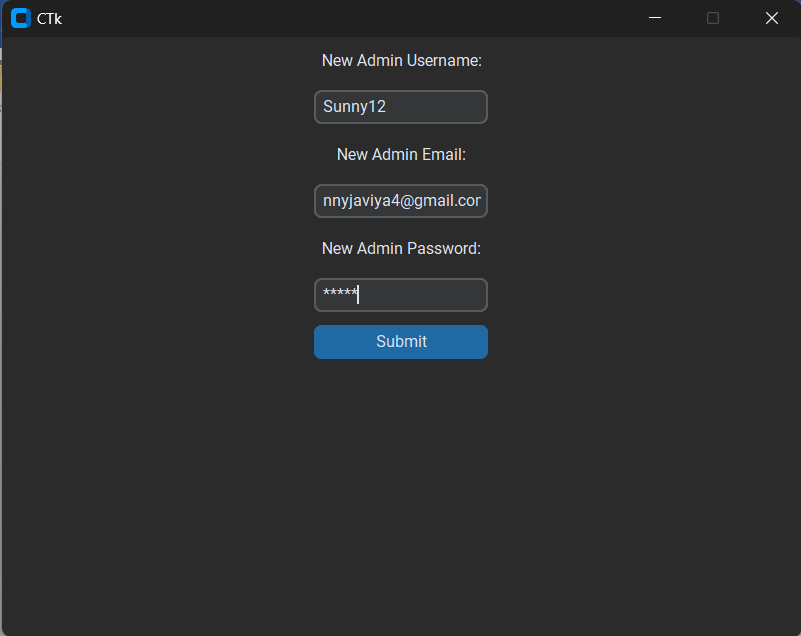 CTk
New Admin Username:
Sunny12
New Admin Email:
nnyjaviya4@gmail.cor
New Admin Password:
*****
Submit